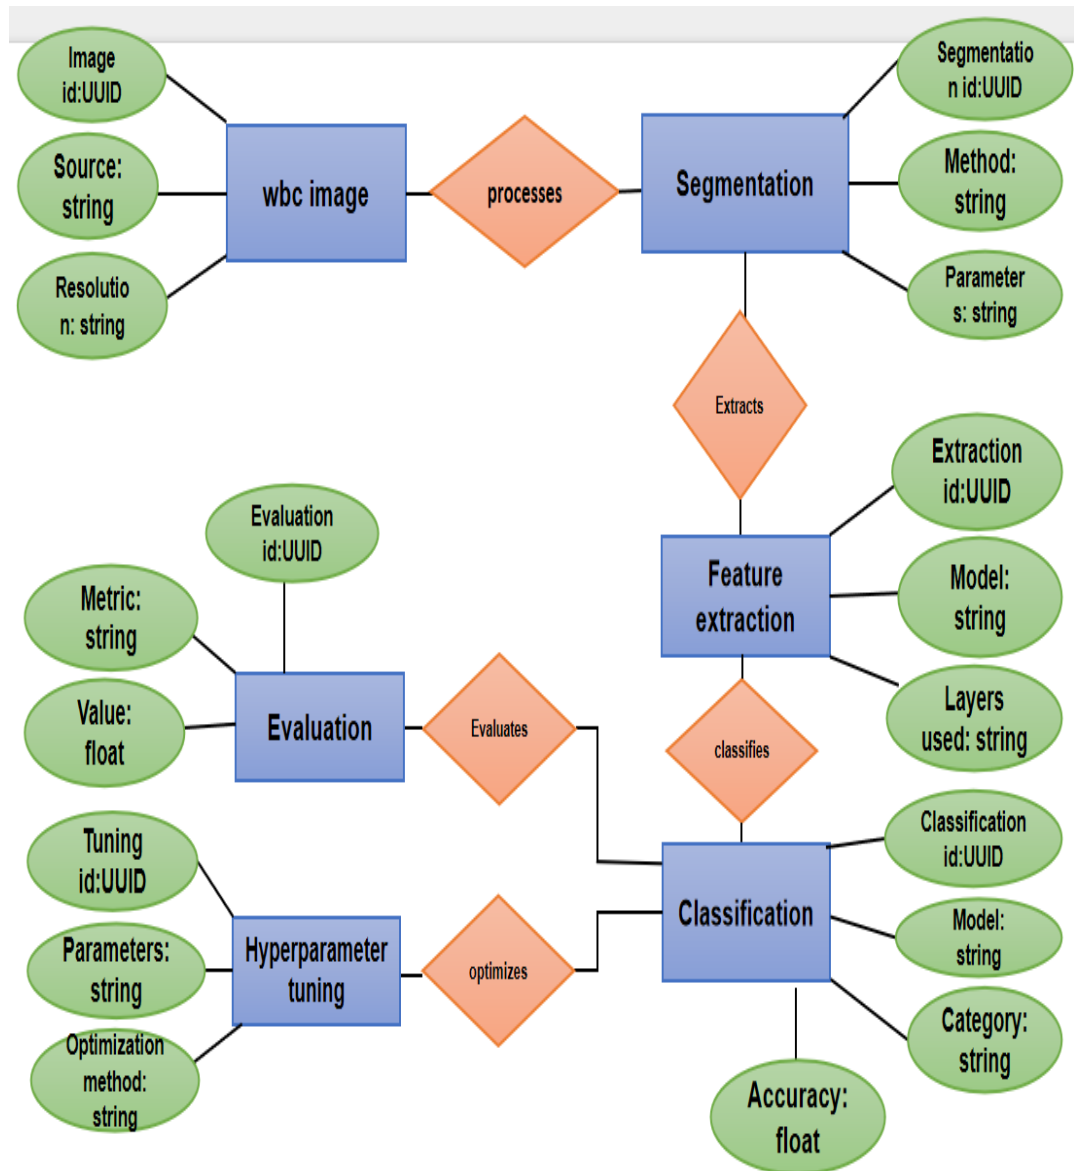 Image
id:UUID
Source:
string
Resolutio
n: string
wbc image
processes
Segmentation
Segmentatio
n id:UUID
Method:
string
Parameter
s: string
Extracts
Extraction
id:UUID
Feature
extraction
Model:
string
Layers
used: string
Evaluation
id:UUID
Metric:
string
Value:
float
Evaluation
Evaluates
classifies
Tuning
id:UUID
Parameters:
string
Optimization
method:
string
Hyperparameter
tuning
optimizes
Classification
Classification
id:UUID
Model:
string
Category:
string
Accuracy:
float